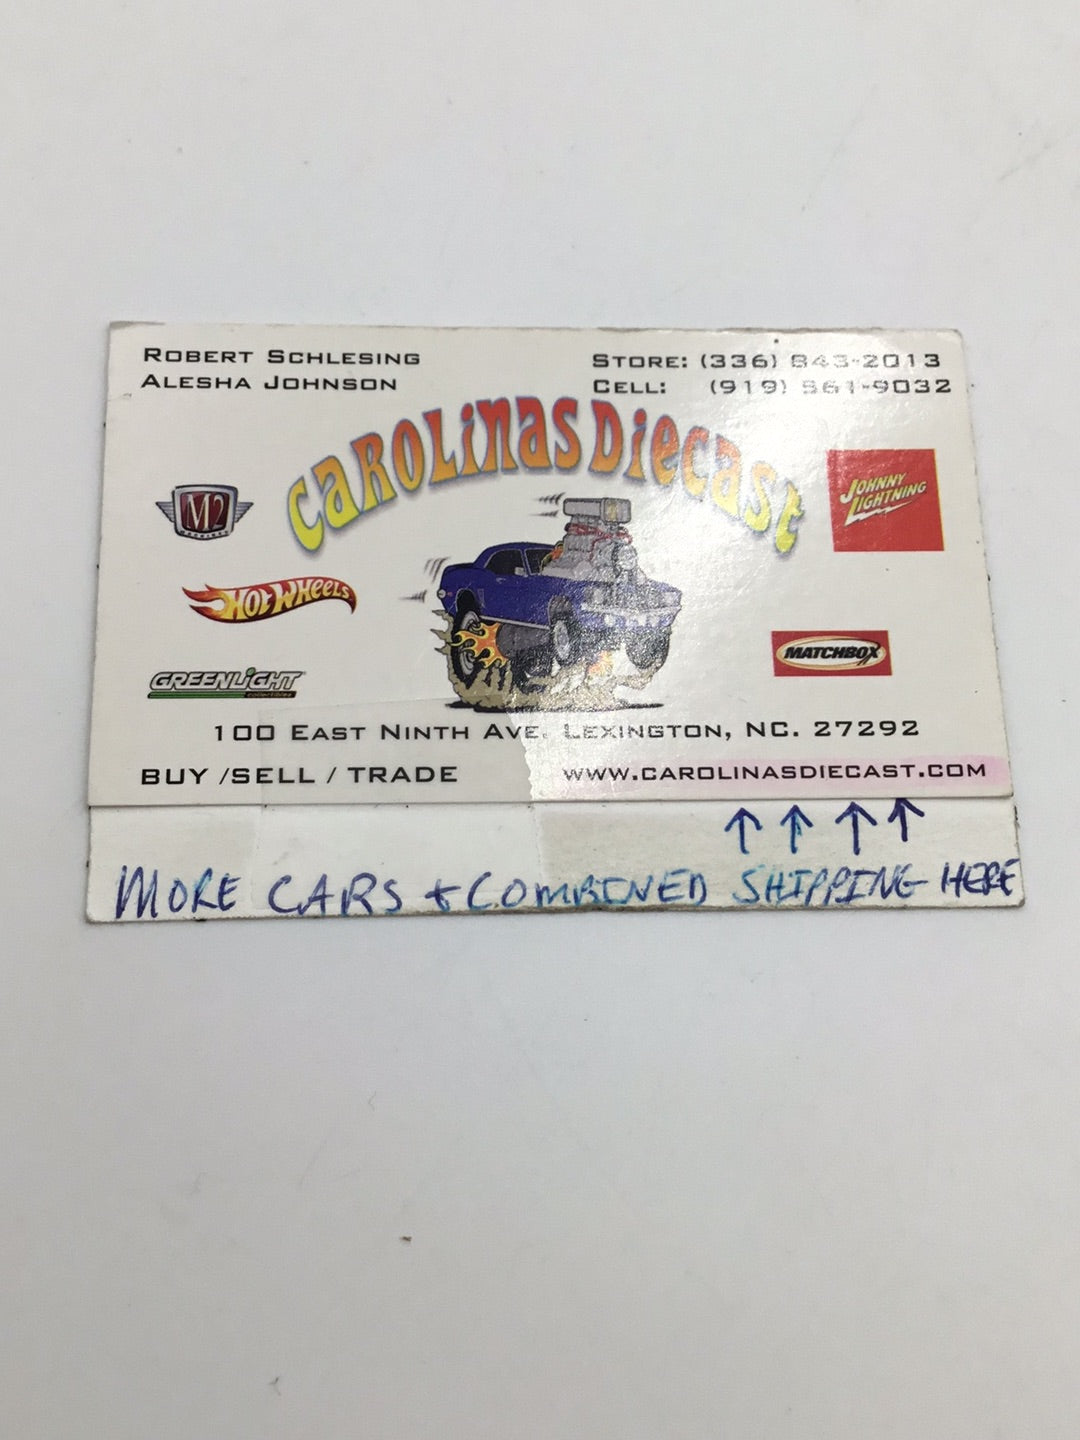 ROBERT SCHLESING
ALESHA JOHNSON
STORE: (336) 843-2013
CELL: (919) 561-9032
CAROLINAS DIECAST
M2
HOT WHEELS
GREENLIGHT
collectibles
JOHNNY
LIGHTNING
MATCHBOX
100 EAST NINTH AVE. LEXINGTON, NC. 27292
BUY /SELL / TRADE
WWW.CAROLINASDIECAST.COM
MORE CARS + COMBINED SHIPPING HERE